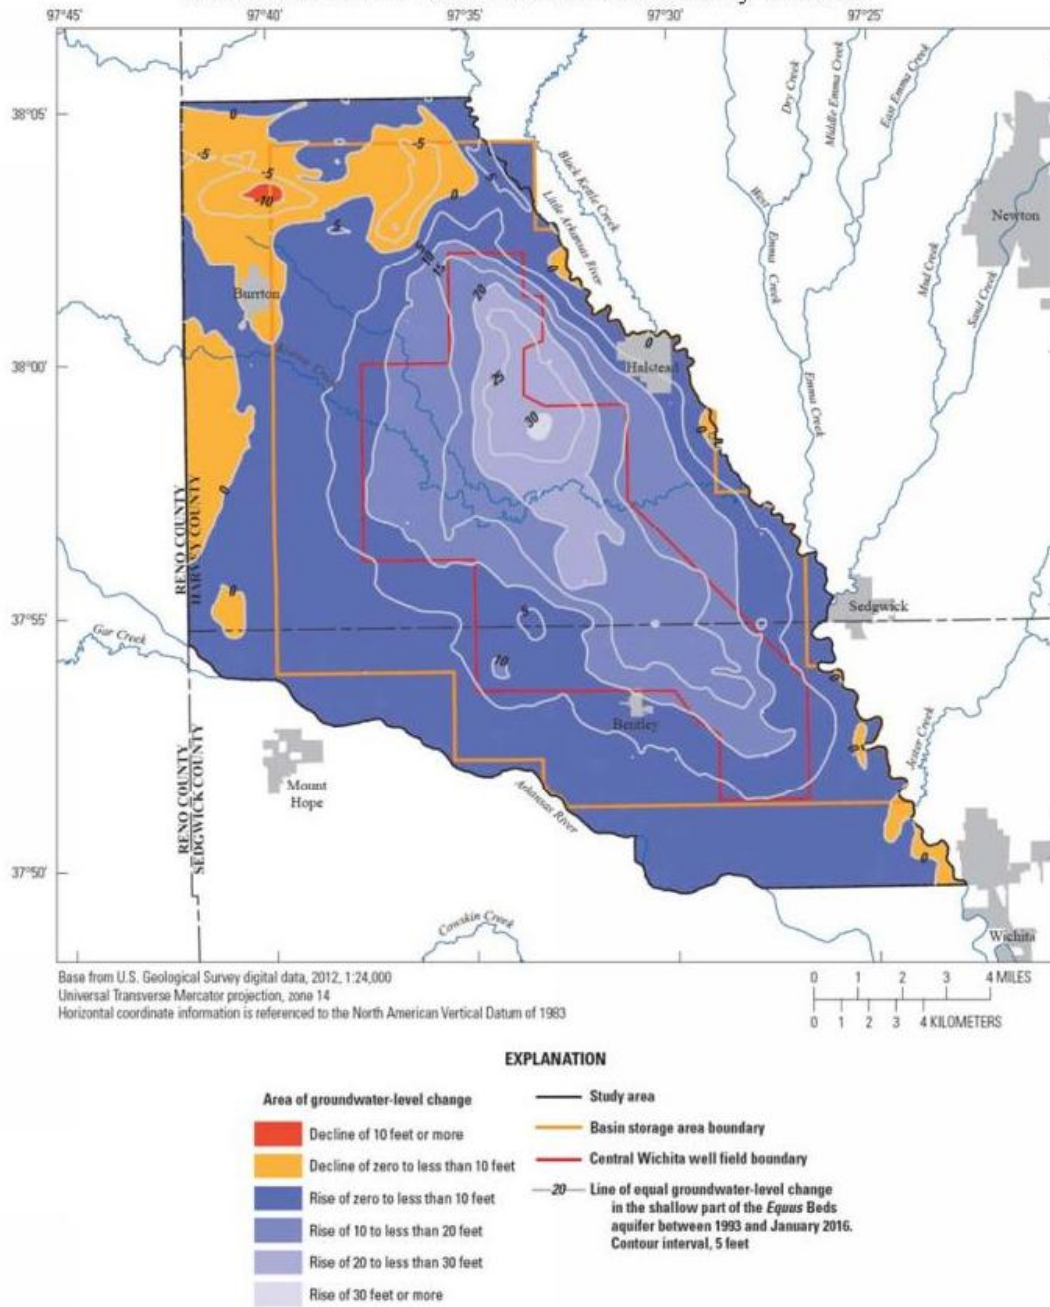 97°45'
97°40'
97°35'
97°30'
97°25'
38°05'
38°00'
37°55'
37°50'
0
-5
-5
-10
-5
0
5
5
Burrton
20
25
30
0
0
0
0
0
5
10
0
0
0
Halstead
Newton
Sedgwick
Bentley
Mount
Hope
Wichita
Black Kettle Creek
Little Arkansas River
Dry Creek
Middle Emma Creek
East Emma Creek
West Emma Creek
Emma Creek
Mud Creek
Sand Creek
Jester Creek
Gar Creek
Arkansas River
Cowskin Creek
RENO COUNTY
HARVEY COUNTY
RENO COUNTY
SEDGWICK COUNTY
Base from U.S. Geological Survey digital data, 2012, 1:24,000
Universal Transverse Mercator projection, zone 14
Horizontal coordinate information is referenced to the North American Vertical Datum of 1983
0 1 2 3 4 MILES
0 1 2 3 4 KILOMETERS
EXPLANATION
Area of groundwater-level change
Decline of 10 feet or more
Decline of zero to less than 10 feet
Rise of zero to less than 10 feet
Rise of 10 to less than 20 feet
Rise of 20 to less than 30 feet
Rise of 30 feet or more
Study area
Basin storage area boundary
Central Wichita well field boundary
20 Line of equal groundwater-level change
in the shallow part of the Equus Beds
aquifer between 1993 and January 2016.
Contour interval, 5 feet